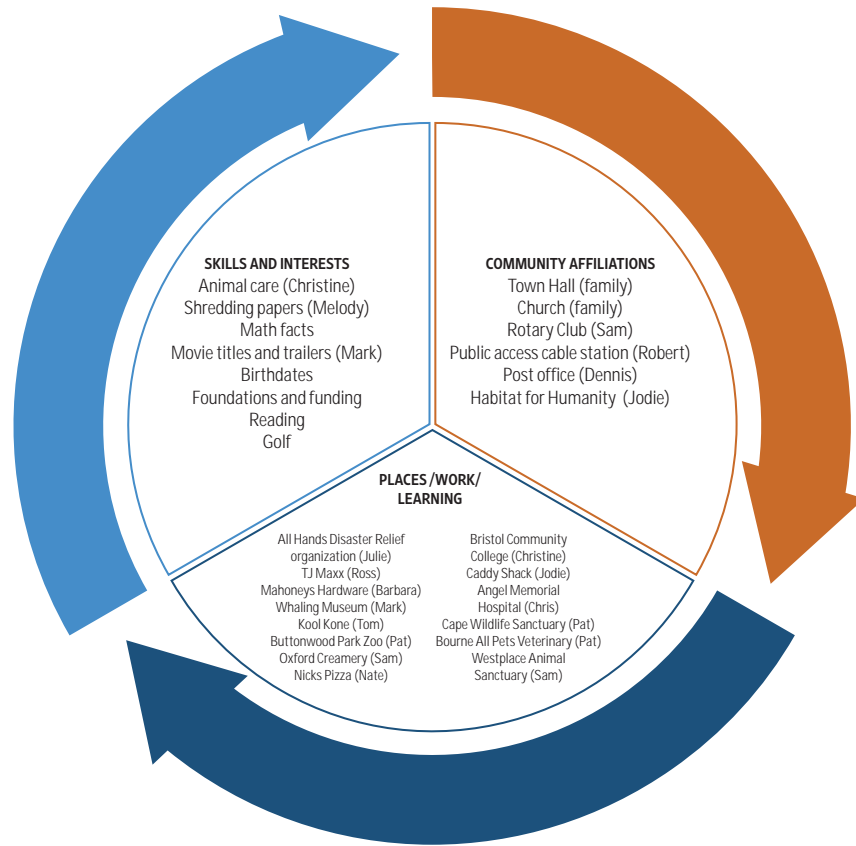 SKILLS AND INTERESTS
Animal care (Christine)
Shredding papers (Melody)
Math facts
Movie titles and trailers (Mark)
Birthdates
Foundations and funding
Reading
Golf
COMMUNITY AFFILIATIONS
Town Hall (family)
Church (family)
Rotary Club (Sam)
Public access cable station (Robert)
Post office (Dennis)
Habitat for Humanity (Jodie)
PLACES /WORK/
LEARNING
All Hands Disaster Relief
organization (Julie)
TJ Maxx (Ross)
Mahoneys Hardware (Barbara)
Whaling Museum (Mark)
Kool Kone (Tom)
Buttonwood Park Zoo (Pat)
Oxford Creamery (Sam)
Nicks Pizza (Nate)
Bristol Community
College (Christine)
Caddy Shack (Jodie)
Angel Memorial
Hospital (Chris)
Cape Wildlife Sanctuary (Pat)
Bourne All Pets Veterinary (Pat)
Westplace Animal
Sanctuary (Sam)